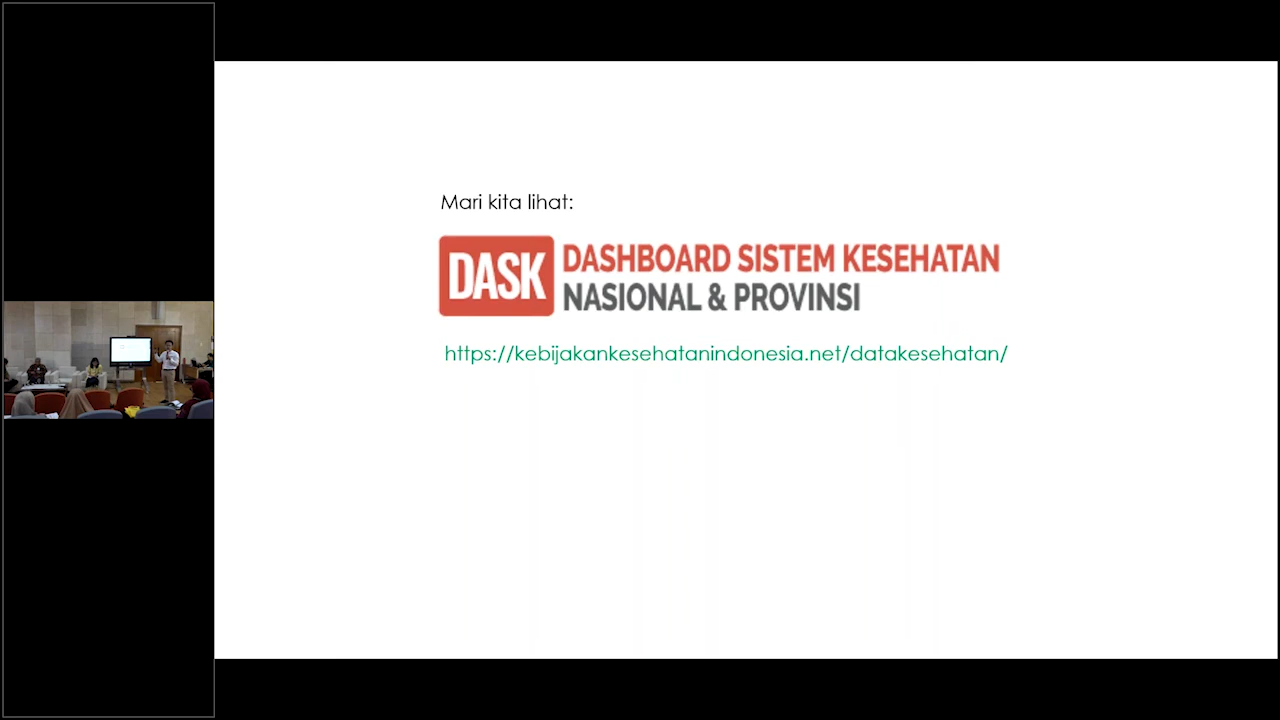 Mari kita lihat:
DASK DASHBOARD SISTEM KESEHATAN
NASIONAL & PROVINSI
https://kebijakankesehatanindonesia.net/datakesehatan/